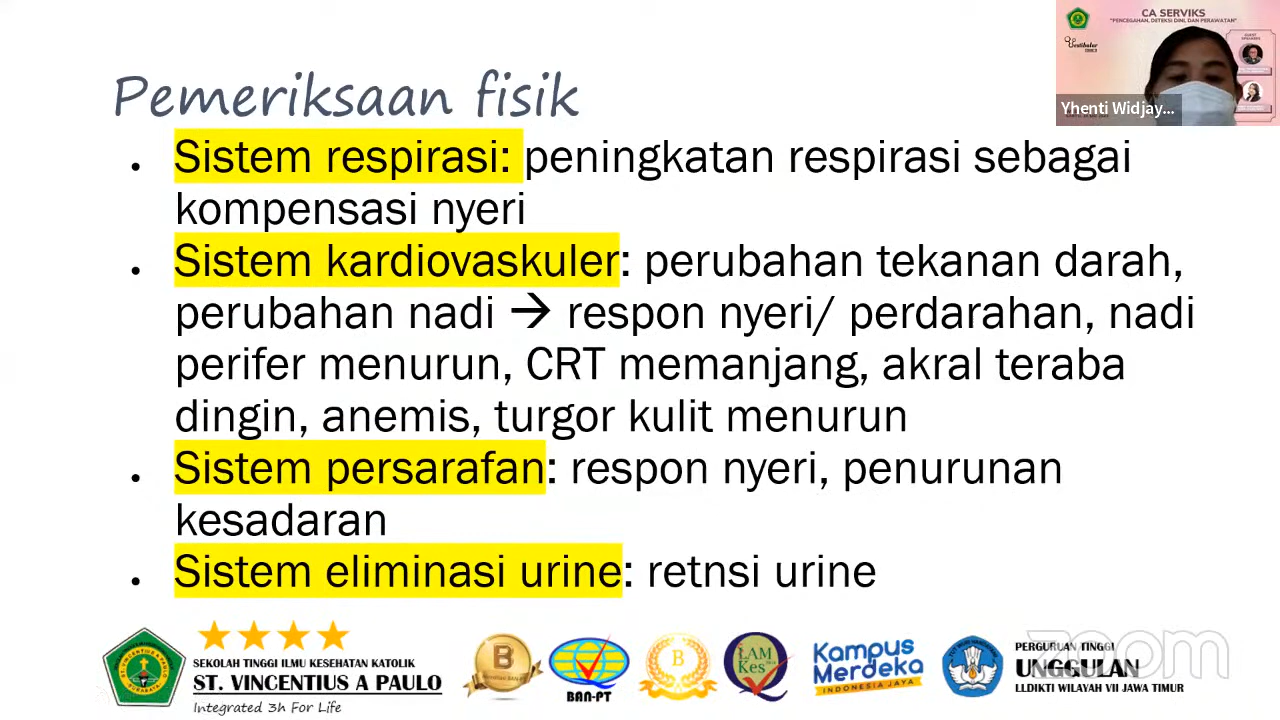 CA SERVIKS
"PENCEGAHAN, DETEKSI DINI, DAN PERAWATAN"
Yhenti Widjay...
Pemeriksaan fisik
• Sistem respirasi: peningkatan respirasi sebagai
kompensasi nyeri
• Sistem kardiovaskuler: perubahan tekanan darah,
perubahan nadi → respon nyeri/ perdarahan, nadi
perifer menurun, CRT memanjang, akral teraba
dingin, anemis, turgor kulit menurun
• Sistem persarafan: respon nyeri, penurunan
kesadaran
• Sistem eliminasi urine: retnsi urine
SEKOLAH TINGGI ILMU KESEHATAN KATOLIK
ST. VINCENTIUS A PAULO
Integrated 3h For Life
B
BAN-PT
B
LAM
Kes
Kampus
Merdeka
INDONESIA JAYA
PERGURUAN TINGGI
UNGGULAN
LLDIKTI WILAYAH VII JAWA TIMUR
zoom